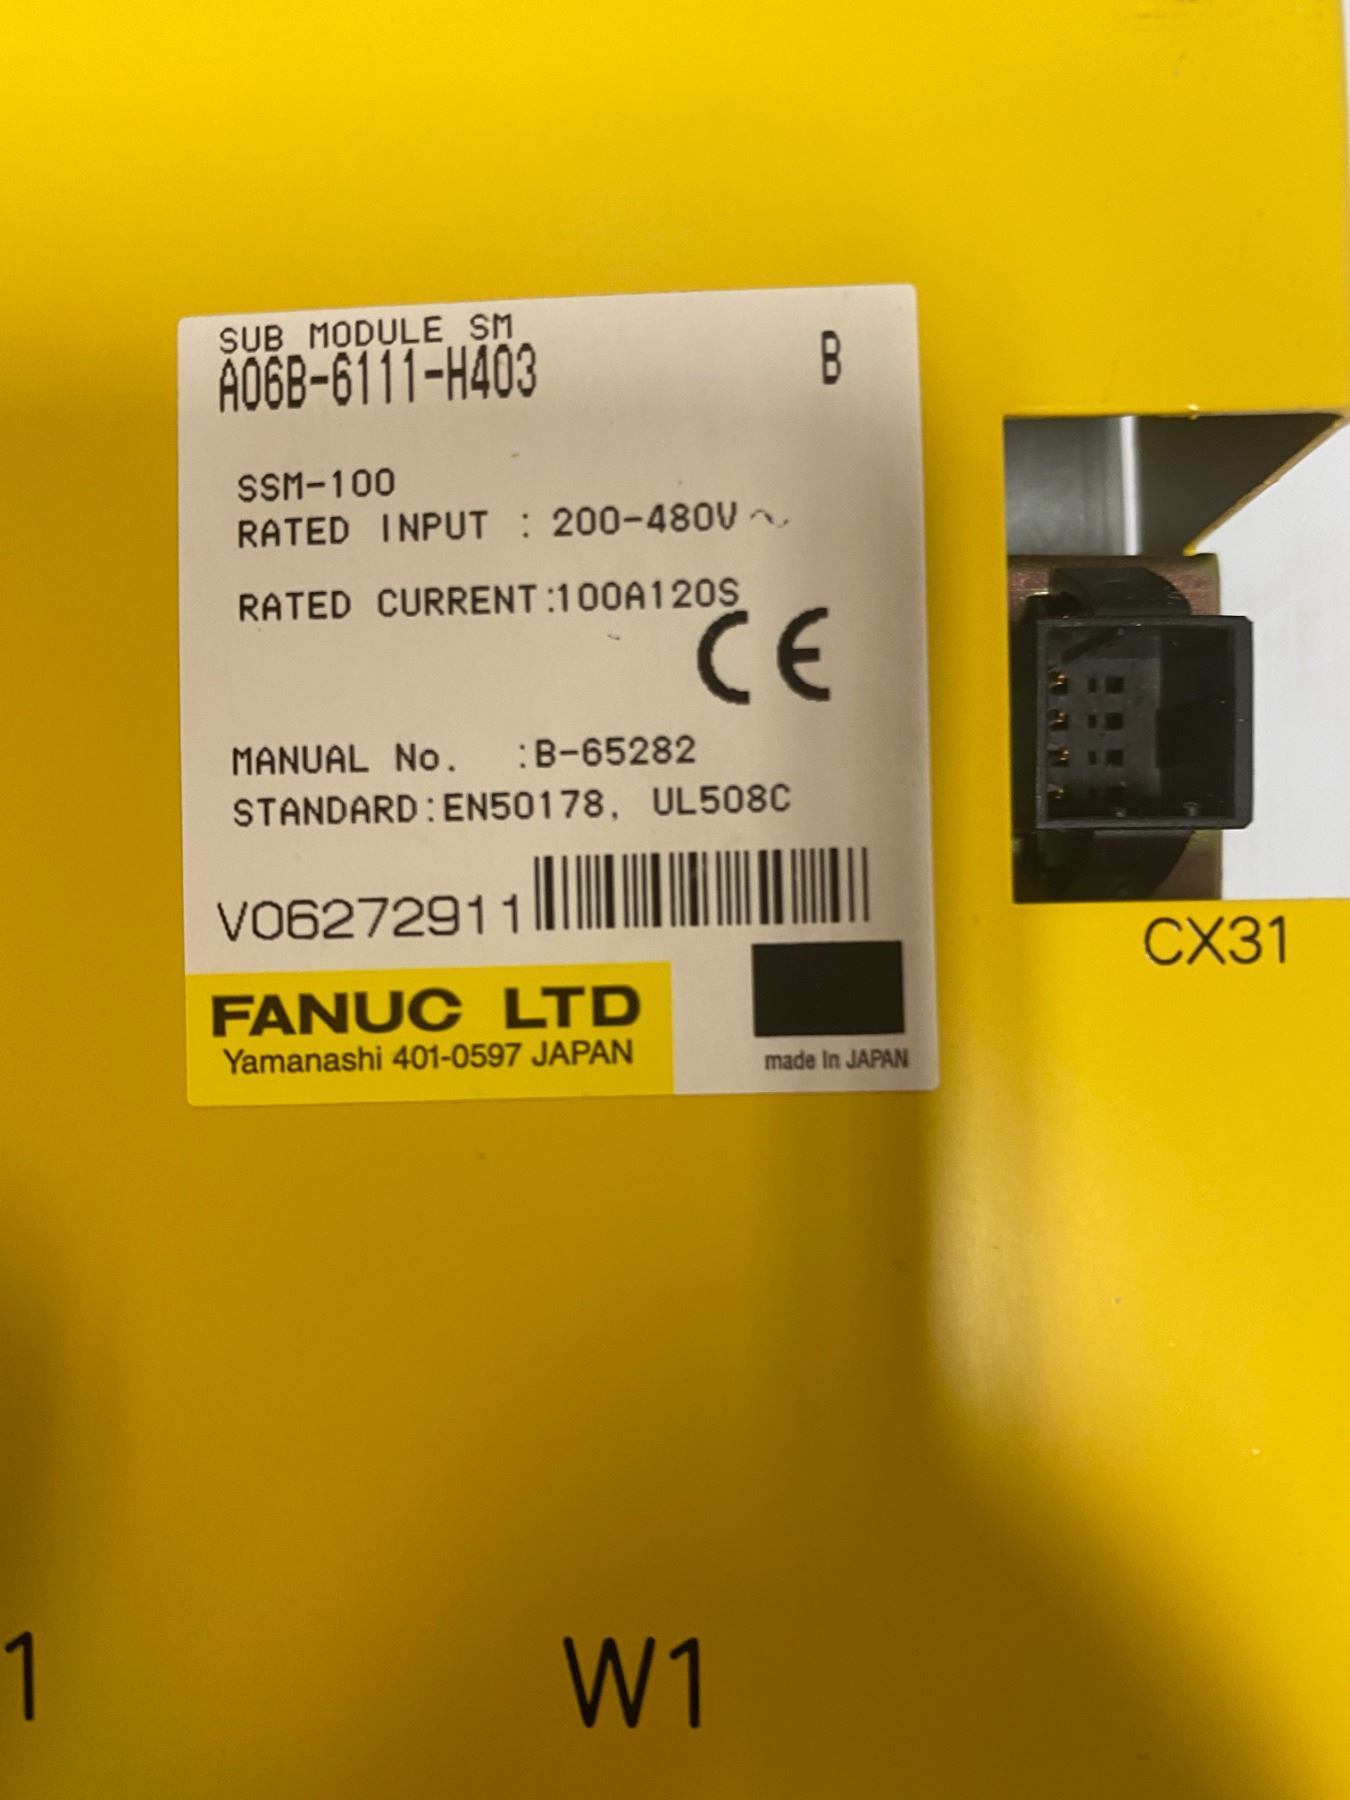 SUB MODULE SM
A06B-6111-H403 B
SSM-100
RATED INPUT : 200-480V～
RATED CURRENT:100A120S
CE
MANUAL No. :B-65282
STANDARD:EN50178, UL508C
V06272911
FANUC LTD
Yamanashi 401-0597 JAPAN
made In JAPAN
CX31
1
W1